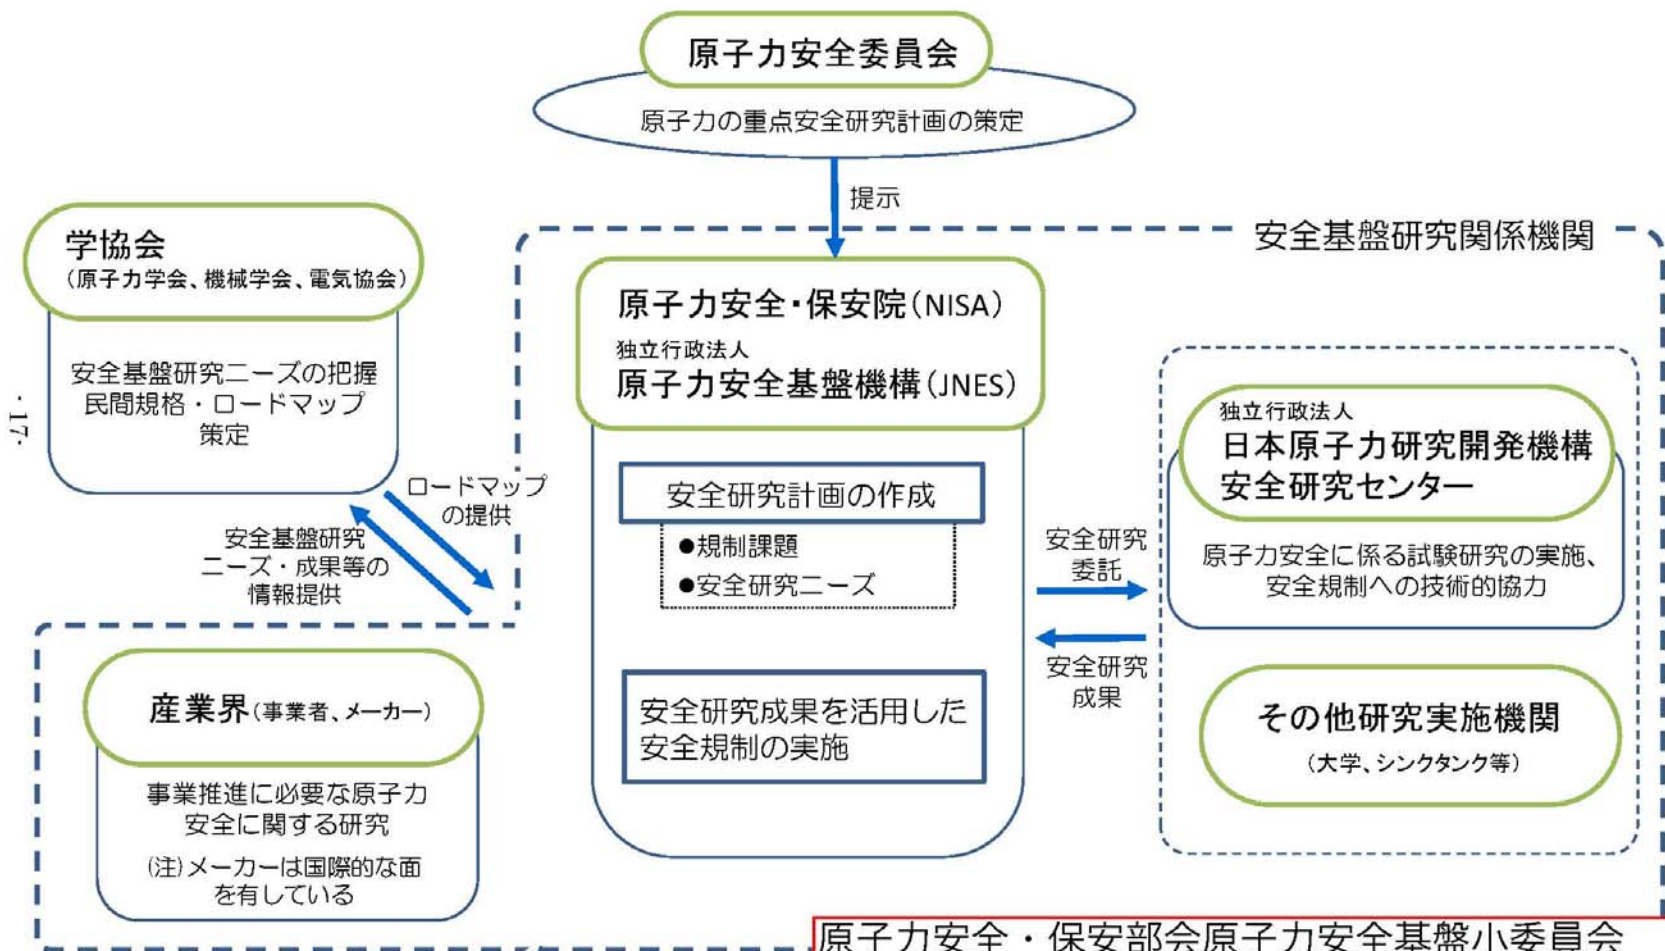 原子力安全委員会
原子力の重点安全研究計画の策定
提示
安全基盤研究関係機関
学協会
(原子力学会、機械学会、電気協会)
安全基盤研究ニーズの把握
民間規格・ロードマップ
策定
ロードマップ
の提供
安全基盤研究
ニーズ・成果等の
情報提供
原子力安全・保安院(NISA)
独立行政法人
原子力安全基盤機構(JNES)
安全研究計画の作成
●規制課題
●安全研究ニーズ
安全研究成果を活用した
安全規制の実施
安全研究
委託
安全研究
成果
独立行政法人
日本原子力研究開発機構
安全研究センター
原子力安全に係る試験研究の実施、
安全規制への技術的協力
その他研究実施機関
(大学、シンクタンク等)
産業界(事業者、メーカー)
事業推進に必要な原子力
安全に関する研究
(注)メーカーは国際的な面
を有している
原子力安全・保安部会原子力安全基盤小委員会
- 17-